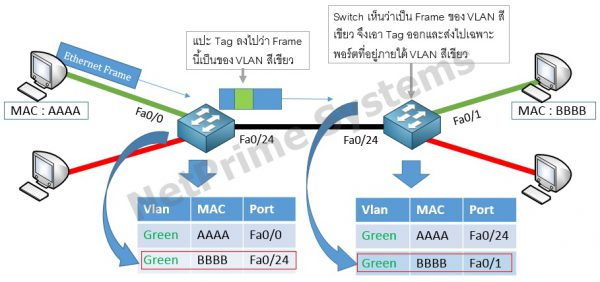 แปะ Tag ลงไปว่า Frame
นี้เป็นของ VLAN สีเขียว
Switch เห็นว่าเป็น Frame ของ VLAN สี
เขียว จึงเอา Tag ออกและส่งไปเฉพาะ
พอร์ตที่อยู่ภายใต้ VLAN สีเขียว
Ethernet Frame
MAC : AAAA
Fa0/0
Fa0/24
Fa0/24
Fa0/1
MAC : BBBB
NetPrime Systems
Vlan MAC Port
Green AAAA Fa0/0
Green BBBB Fa0/24
Vlan MAC Port
Green AAAA Fa0/24
Green BBBB Fa0/1